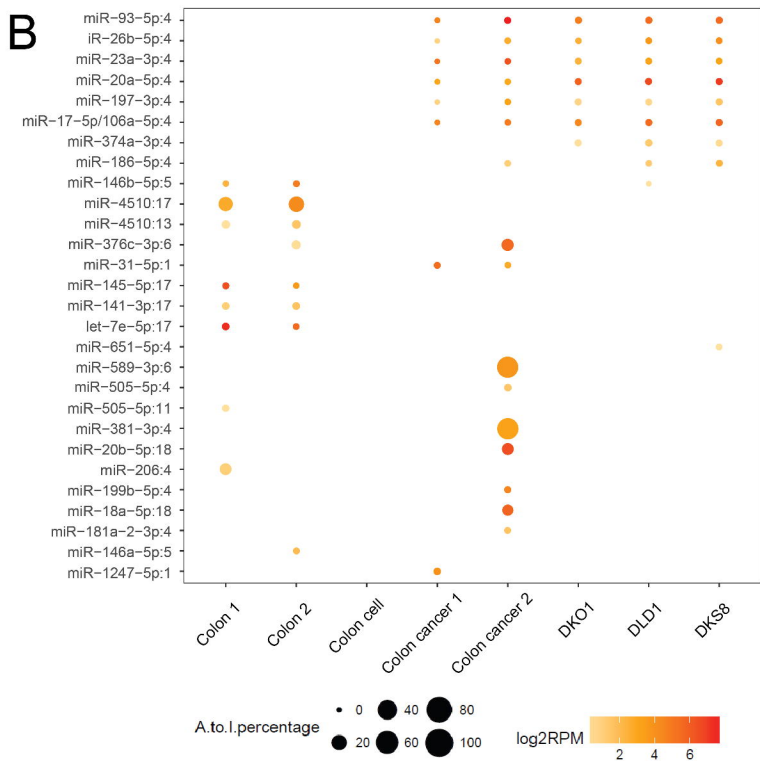 B
miR−93−5p:4
iR−26b−5p:4
miR−23a−3p:4
miR−20a−5p:4
miR−197−3p:4
miR−17−5p/106a−5p:4
miR−374a−3p:4
miR−186−5p:4
miR−146b−5p:5
miR−4510:17
miR−4510:13
miR−376c−3p:6
miR−31−5p:1
miR−145−5p:17
miR−141−3p:17
let−7e−5p:17
miR−651−5p:4
miR−589−3p:6
miR−505−5p:4
miR−505−5p:11
miR−381−3p:4
miR−20b−5p:18
miR−206:4
miR−199b−5p:4
miR−18a−5p:18
miR−181a−2−3p:4
miR−146a−5p:5
miR−1247−5p:1
Colon 1
Colon 2
Colon cell
Colon cancer 1
Colon cancer 2
DKO1
DLD1
DKS8
A.to.I.percentage
0 40 80
20 60 100
log2RPM
2 4 6